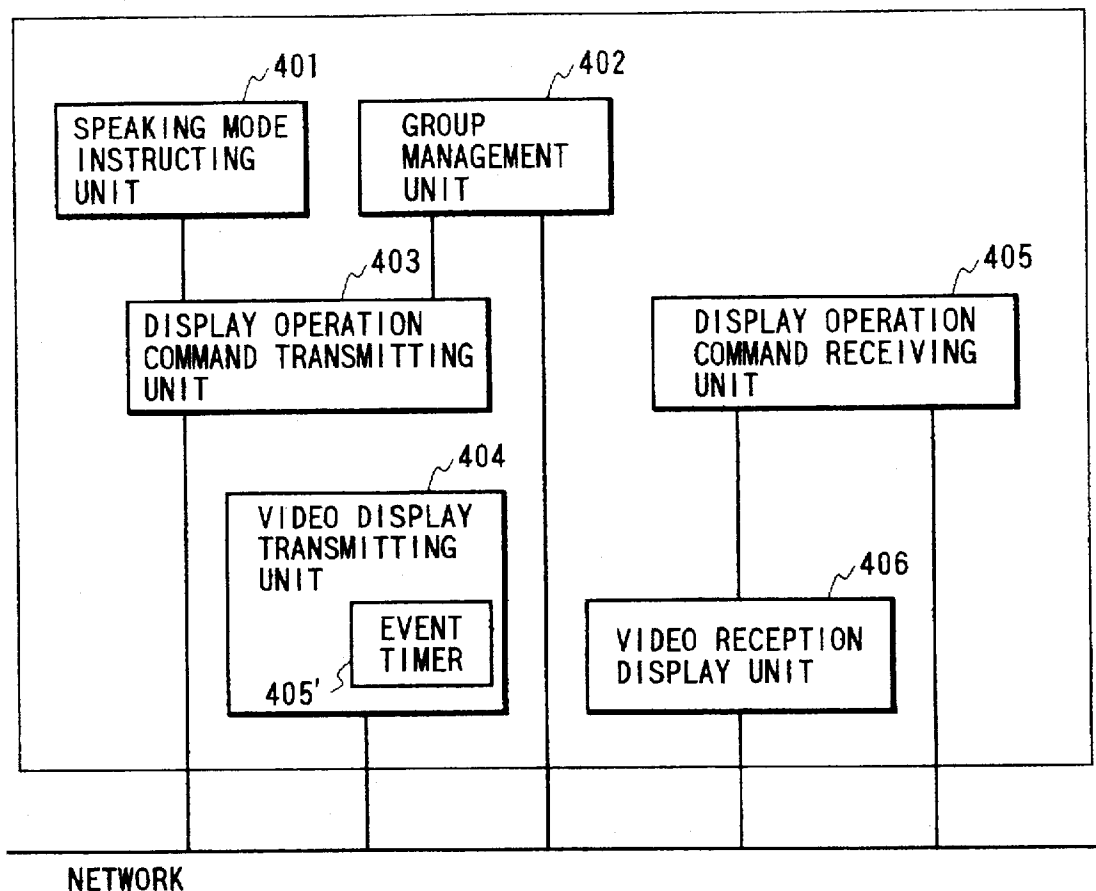 401
SPEAKING MODE
INSTRUCTING
UNIT
402
GROUP
MANAGEMENT
UNIT
403
DISPLAY OPERATION
COMMAND TRANSMITTING
UNIT
405
DISPLAY OPERATION
COMMAND RECEIVING
UNIT
404
VIDEO DISPLAY
TRANSMITTING
UNIT
EVENT
TIMER
405'
406
VIDEO RECEPTION
DISPLAY UNIT
NETWORK